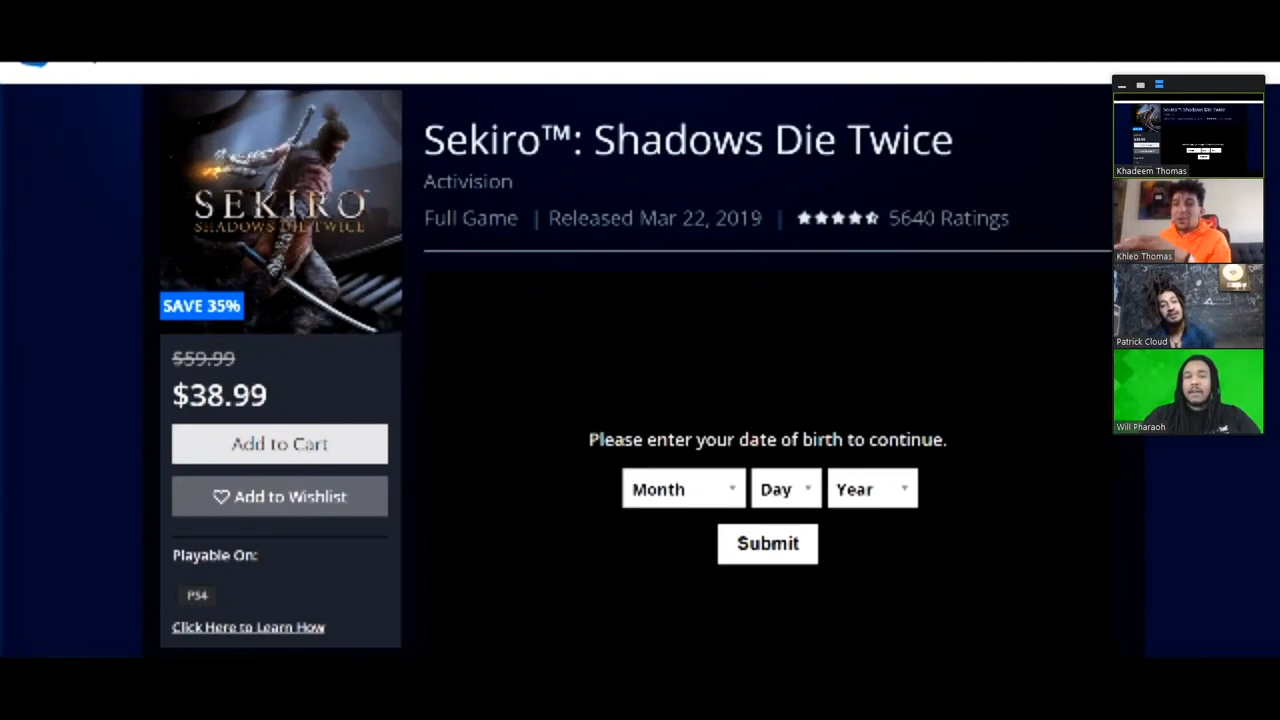 SEKIRO
SHADOWS DIE TWICE
SAVE 35%
$59.99
$38.99
Add to Cart
Add to Wishlist
Playable On:
PS4
Click Here to Learn How
Sekiro™: Shadows Die Twice
Activision
Full Game | Released Mar 22, 2019 | 5640 Ratings
Please enter your date of birth to continue.
Month Day Year
Submit
Khadeem Thomas
Khleo Thomas
Patrick Cloud
Will Pharaoh